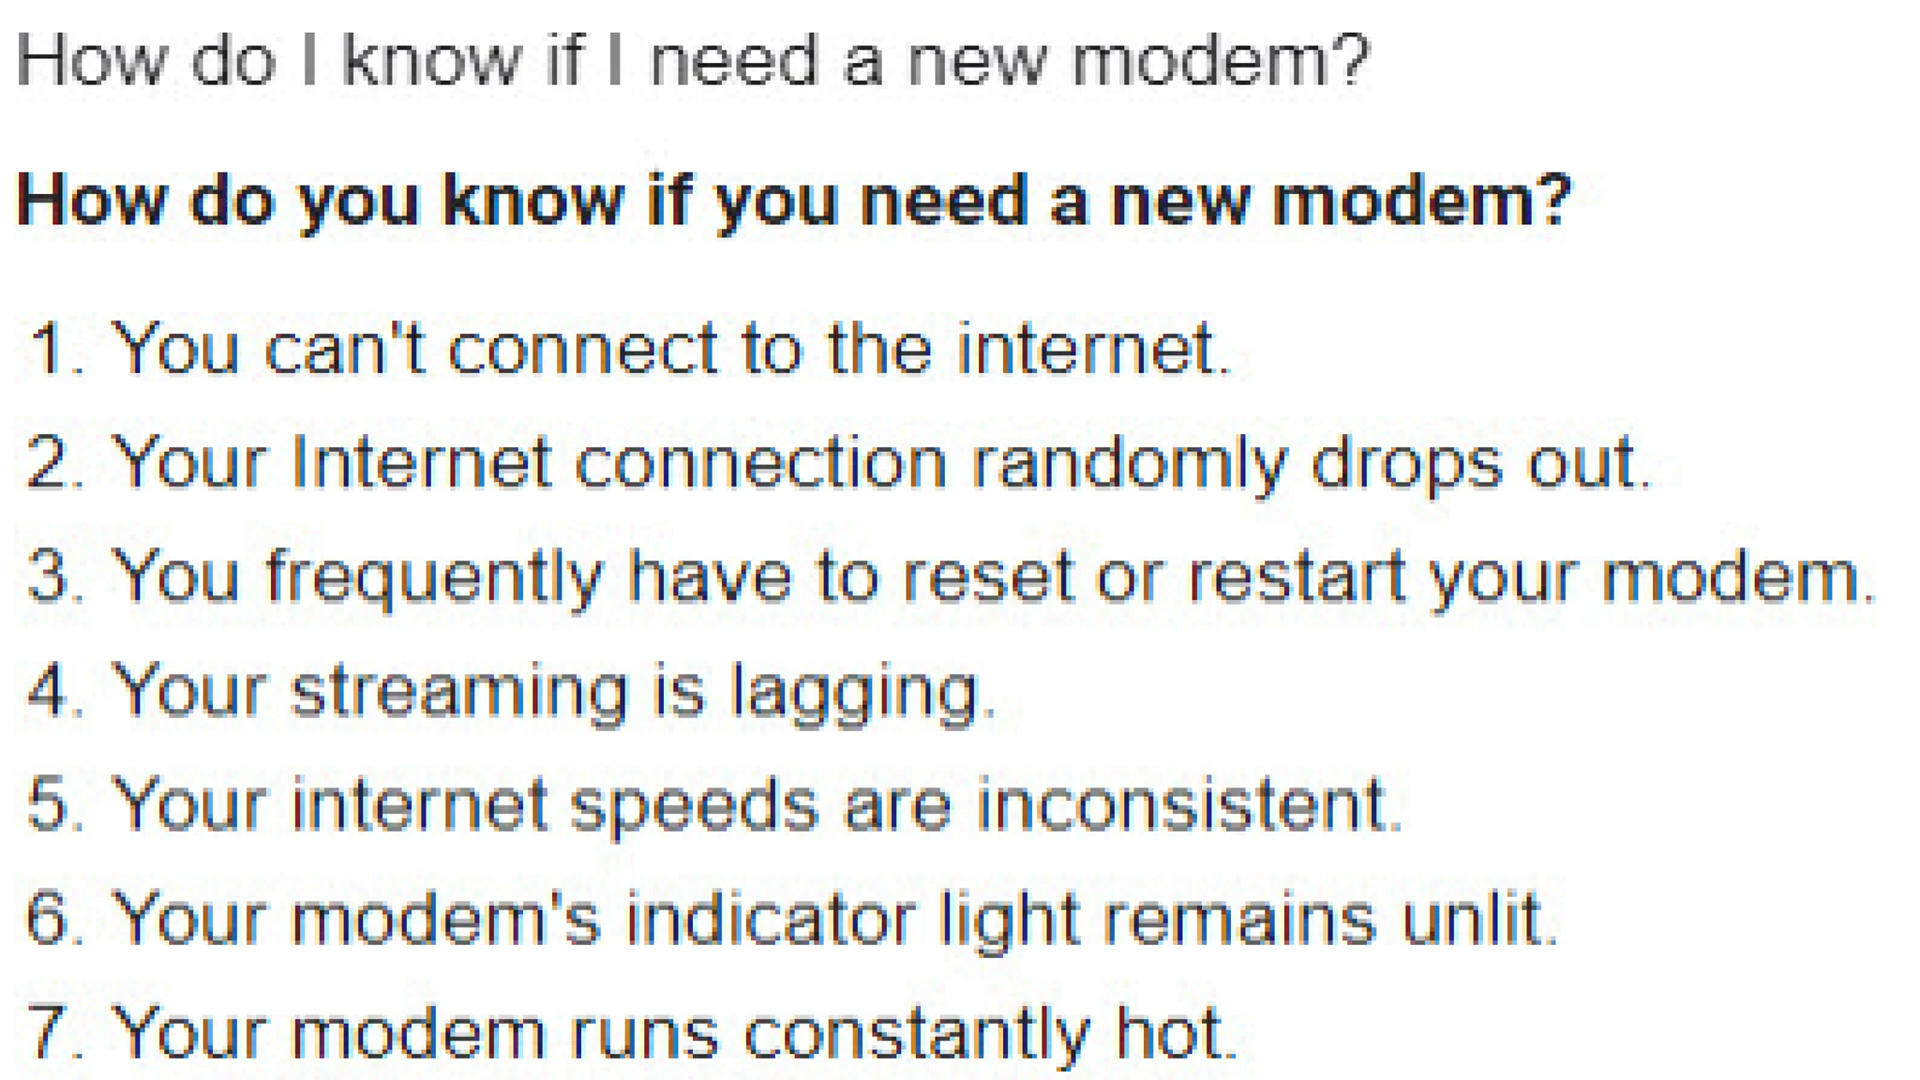 How do I know if I need a new modem?
How do you know if you need a new modem?
1. You can't connect to the internet.
2. Your Internet connection randomly drops out.
3. You frequently have to reset or restart your modem.
4. Your streaming is lagging.
5. Your internet speeds are inconsistent.
6. Your modem's indicator light remains unlit.
7. Your modem runs constantly hot.